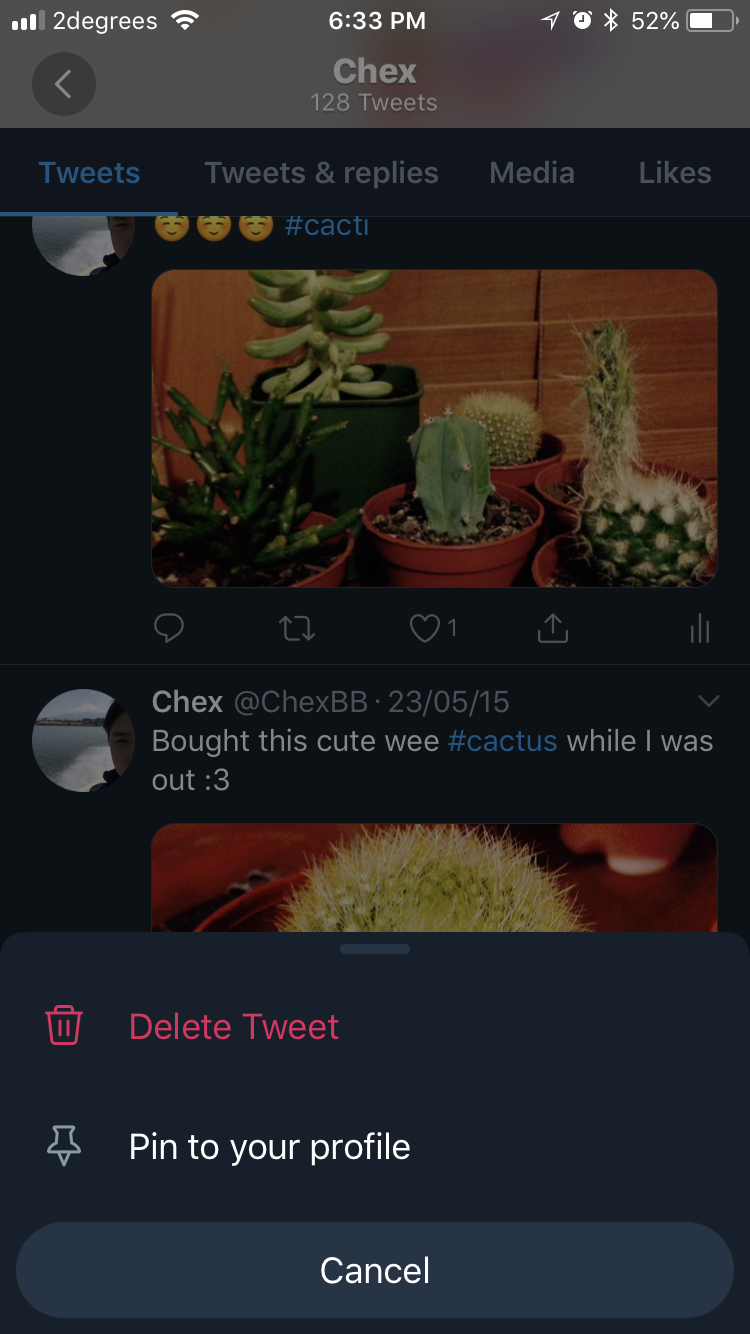 2degrees 6:33 PM 52%
Chex
128 Tweets
Tweets Tweets & replies Media Likes
☺️☺️☺️ #cacti
1
Chex @ChexBB · 23/05/15
Bought this cute wee #cactus while I was
out :3
Delete Tweet
Pin to your profile
Cancel